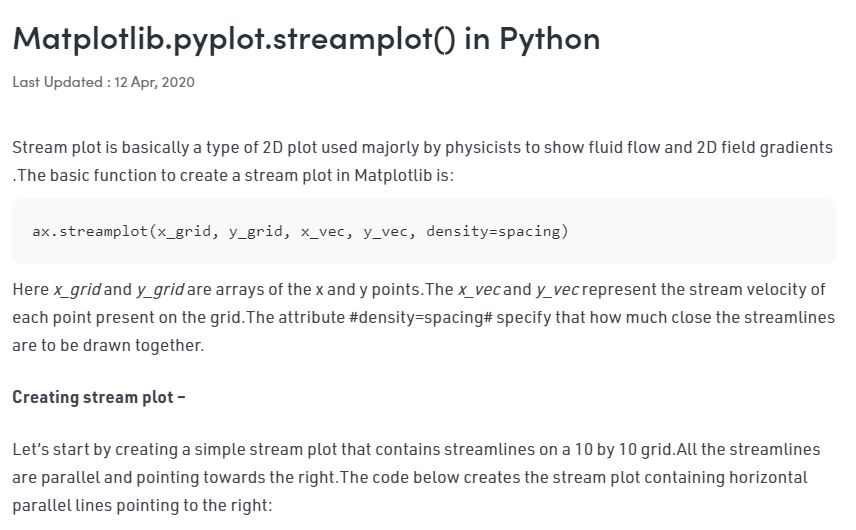 Matplotlib.pyplot.streamplot() in Python
Last Updated : 12 Apr, 2020
Stream plot is basically a type of 2D plot used majorly by physicists to show fluid flow and 2D field gradients
.The basic function to create a stream plot in Matplotlib is:
ax.streamplot(x_grid, y_grid, x_vec, y_vec, density=spacing)
Here x_grid and y_grid are arrays of the x and y points.The x_vec and y_vec represent the stream velocity of
each point present on the grid.The attribute #density=spacing# specify that how much close the streamlines
are to be drawn together.
Creating stream plot –
Let's start by creating a simple stream plot that contains streamlines on a 10 by 10 grid.All the streamlines
are parallel and pointing towards the right.The code below creates the stream plot containing horizontal
parallel lines pointing to the right: